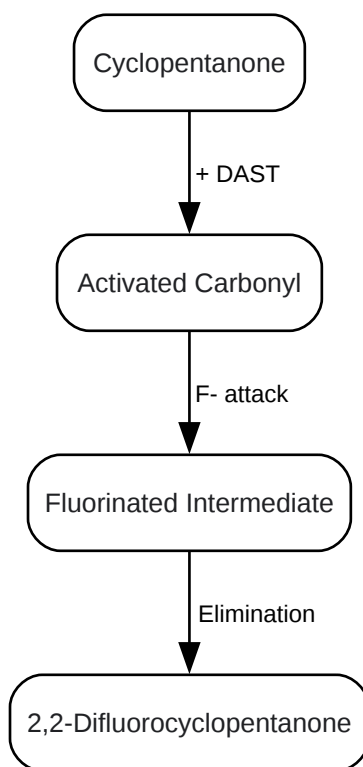 Cyclopentanone
+ DAST
Activated Carbonyl
F- attack
Fluorinated Intermediate
Elimination
2,2-Difluorocyclopentanone